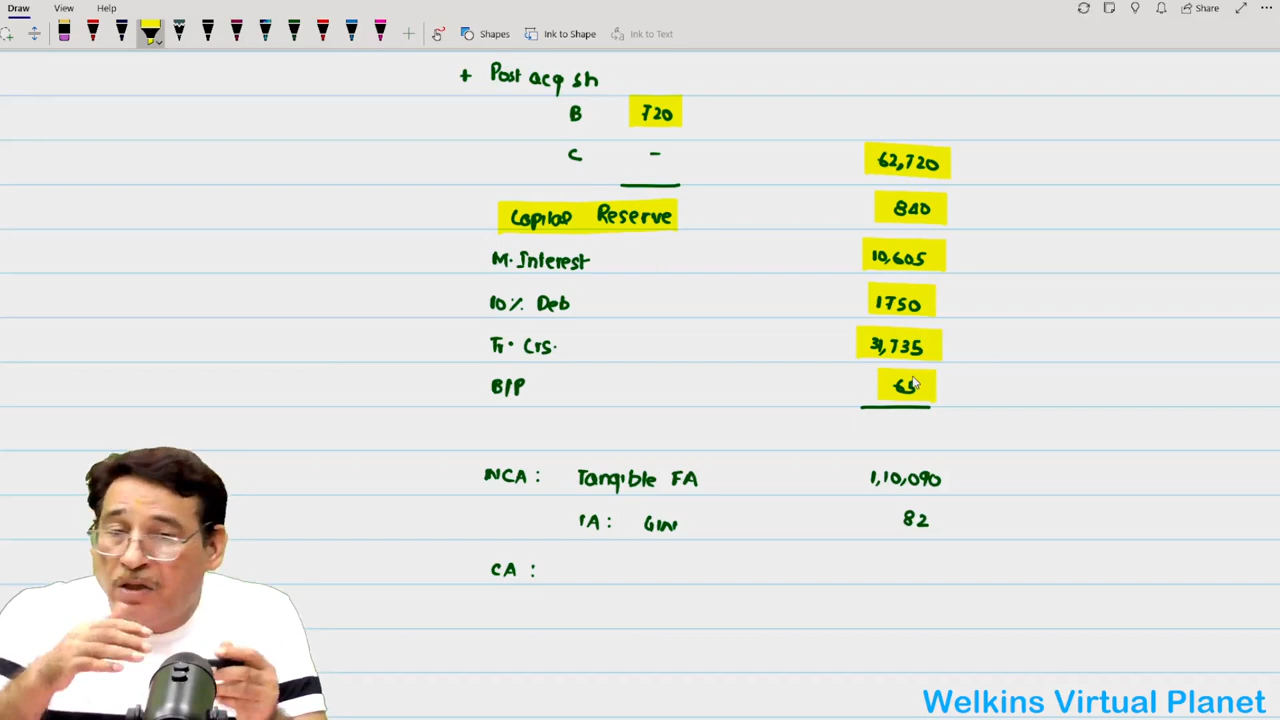 Draw View Help
Share
Shapes Ink to Shape Ink to Text
+ Post acq sh
B 720
C - 62,720
Capital Reserve 840
M. Interest 10,605
10% Deb 1750
Tr. Crs. 31,735
B/P 65
NCA : Tangible FA 1,10,090
IA : G/W 82
CA :
Welkins Virtual Planet